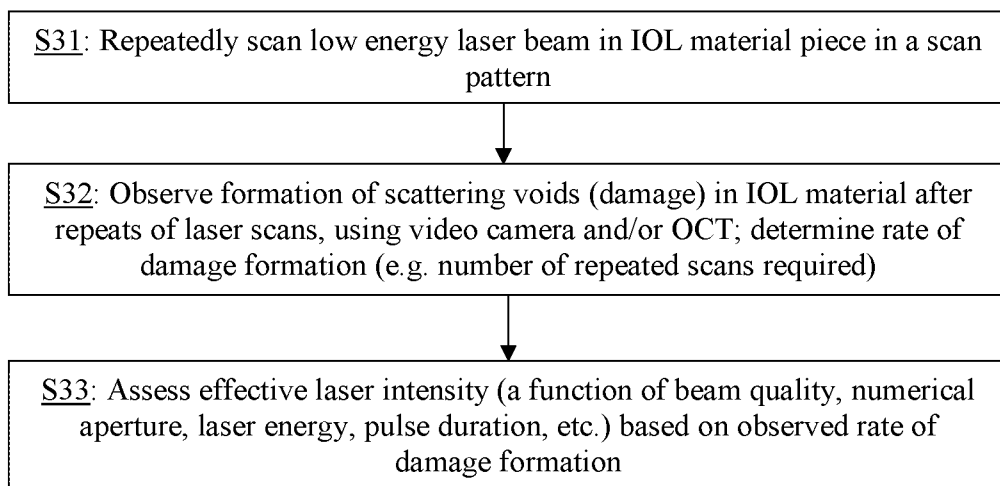 S31: Repeatedly scan low energy laser beam in IOL material piece in a scan
pattern
S32: Observe formation of scattering voids (damage) in IOL material after
repeats of laser scans, using video camera and/or OCT; determine rate of
damage formation (e.g. number of repeated scans required)
S33: Assess effective laser intensity (a function of beam quality, numerical
aperture, laser energy, pulse duration, etc.) based on observed rate of
damage formation